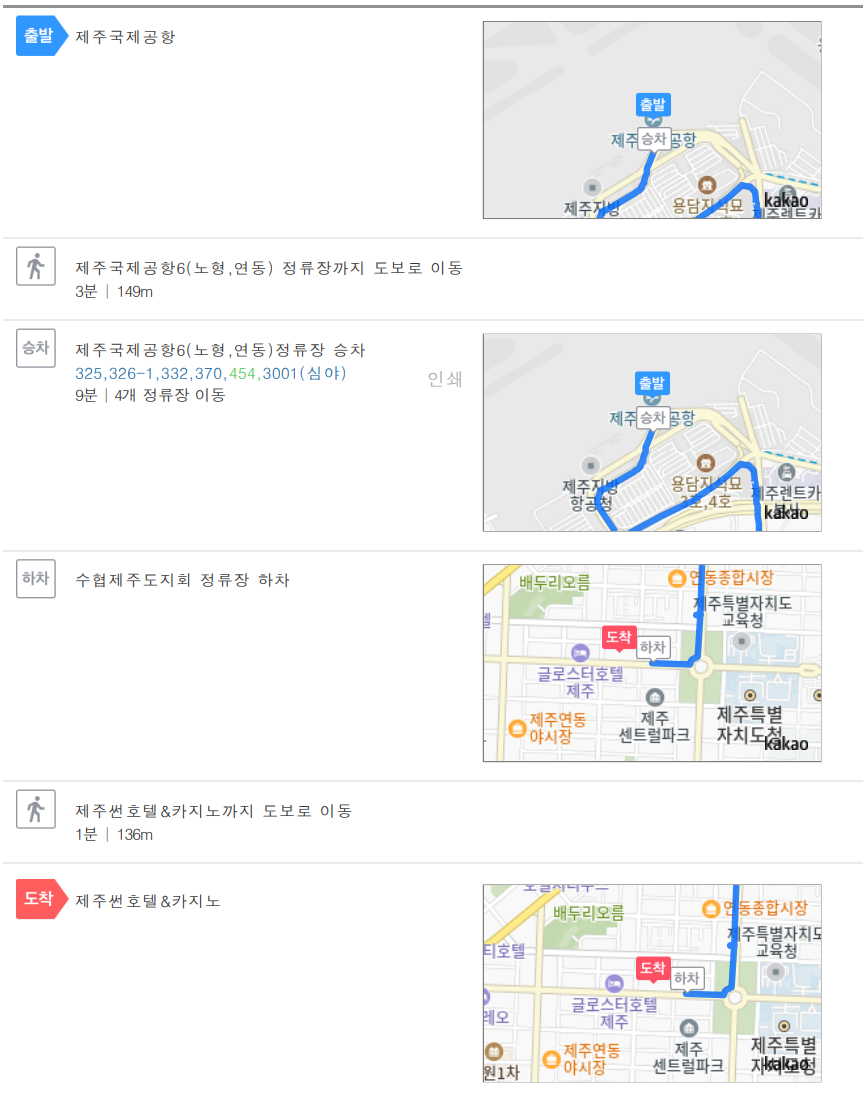 출발
제주국제공항
출발
제주 승차 공항
제주지방
용담지석묘
kakao
제주국제공항6(노형,연동) 정류장까지 도보로 이동
3분 | 149m
승차
제주국제공항6(노형,연동)정류장 승차
325,326-1,332,370,454,3001(심야)
9분 | 4개 정류장 이동
인쇄
출발
제주 승차 공항
제주지방
항공청
용담지석묘
3호,4호
제주렌트카
kakao
하차
수협제주도지회 정류장 하차
배두리오름
연동종합시장
제주특별자치도
교육청
도착
하차
글로스터호텔
제주
제주연동
야시장
제주
센트럴파크
제주특별
자치도청
kakao
제주썬호텔&카지노까지 도보로 이동
1분 | 136m
도착
제주썬호텔&카지노
배두리오름
연동종합시장
제주특별자치도
교육청
티호텔
도착
하차
글로스터호텔
제주
레오
제주연동
야시장
원1차
제주
센트럴파크
제주특별
자치도청
kakao